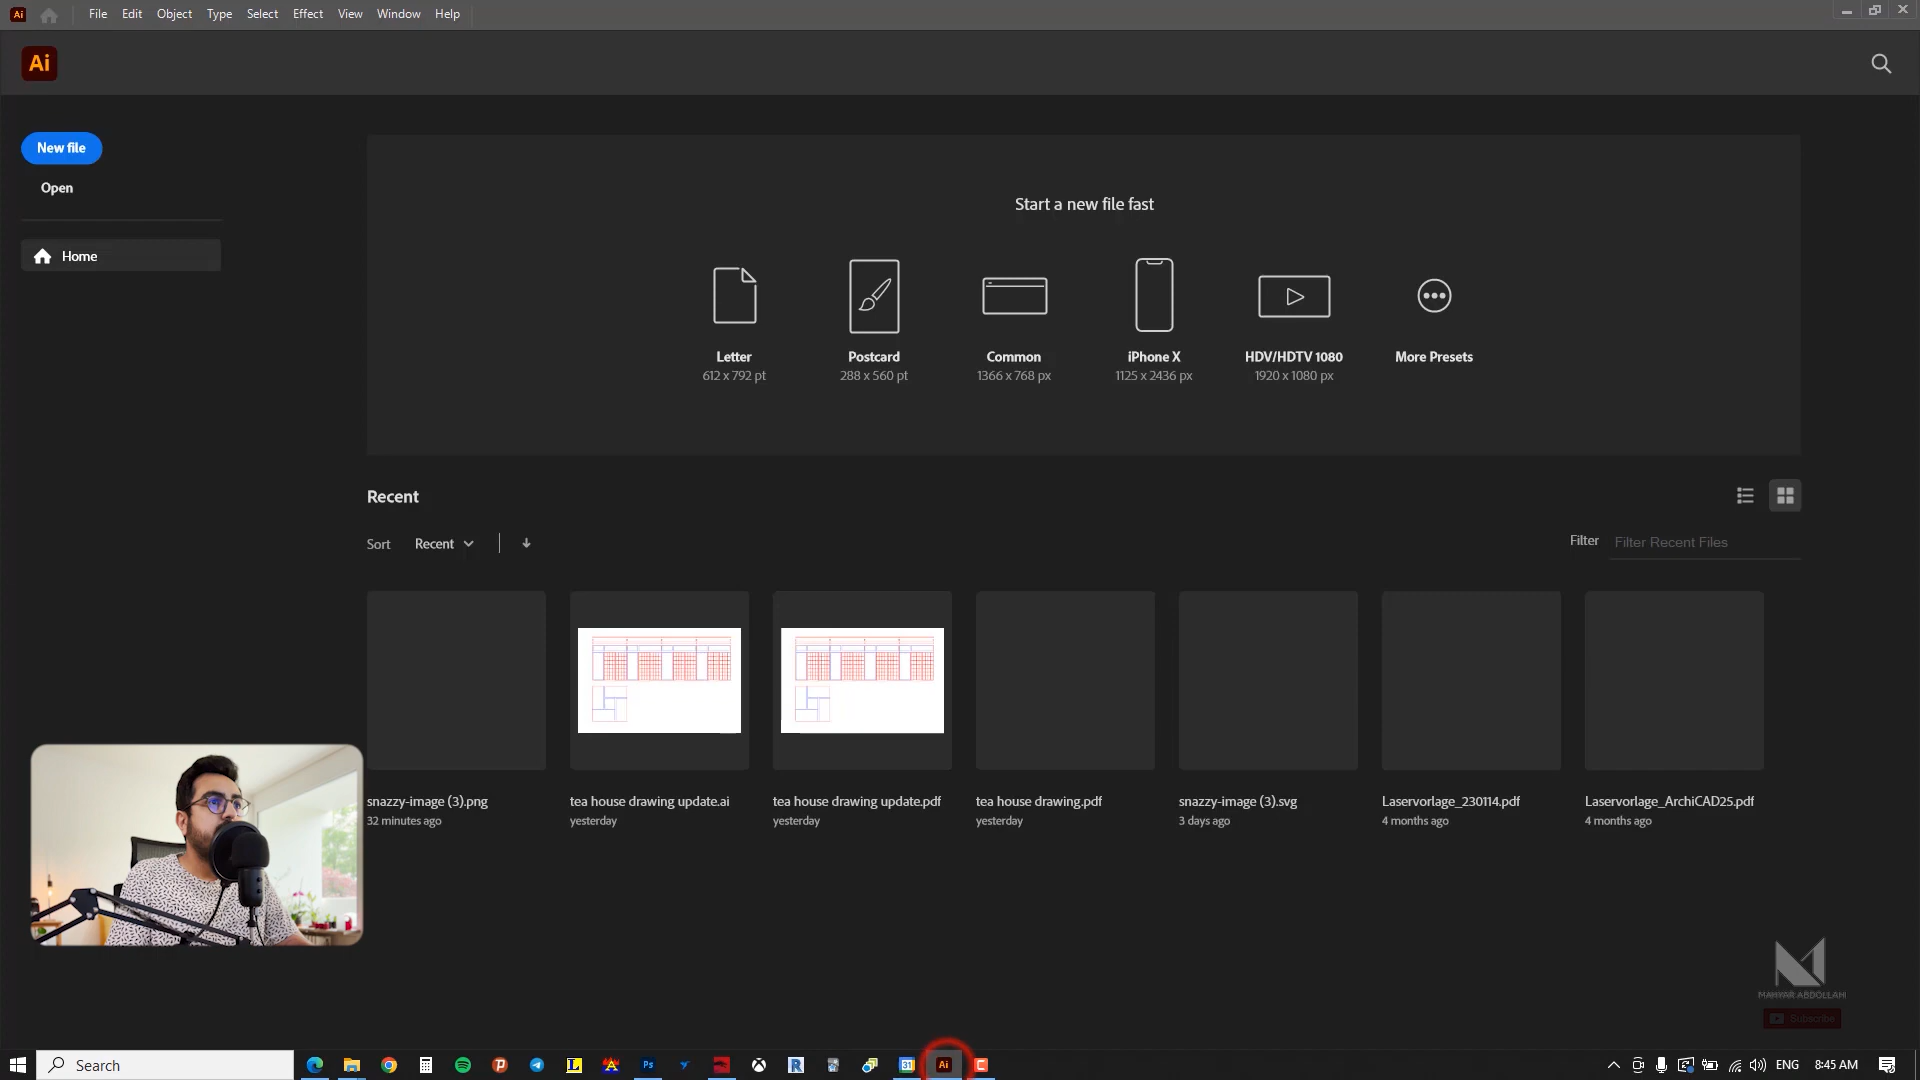 Ai File Edit Object Type Select Effect View Window Help
Ai
New file
Open
Home
Start a new file fast
Letter Postcard Common iPhone X HDV/HDTV 1080 More Presets
612 x 792 pt 288 x 560 pt 1366 x 768 px 1125 x 2436 px 1920 x 1080 px
Recent
Sort Recent Filter Filter Recent Files
snazzy-image (3).png tea house drawing update.ai tea house drawing update.pdf tea house drawing.pdf snazzy-image (3).svg Laservorlage_230114.pdf Laservorlage_ArchiCAD25.pdf
32 minutes ago yesterday yesterday yesterday 3 days ago 4 months ago 4 months ago
MAHYAR ABDOLLAHI
Subscribe
Search Ps R 31 Ai C ENG 8:45 AM